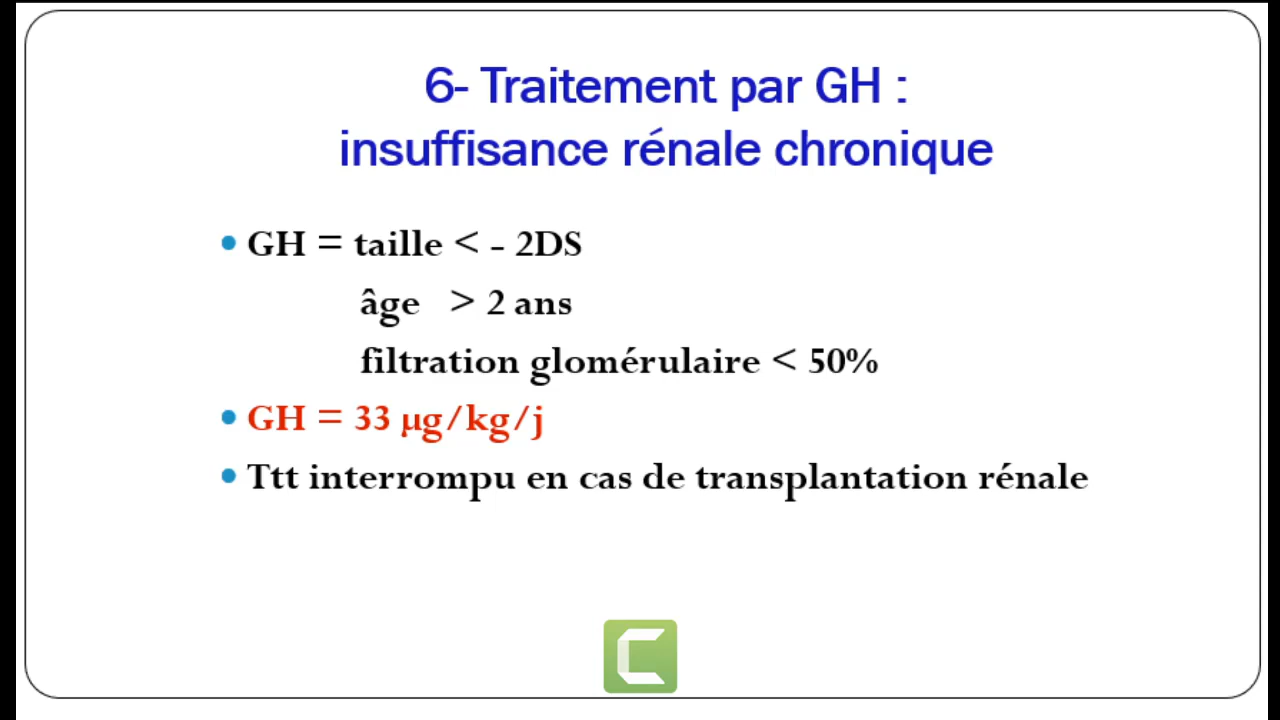 6- Traitement par GH :
insuffisance rénale chronique
• GH = taille < - 2DS
âge > 2 ans
filtration glomérulaire < 50%
• GH = 33 µg/kg/j
• Ttt interrompu en cas de transplantation rénale